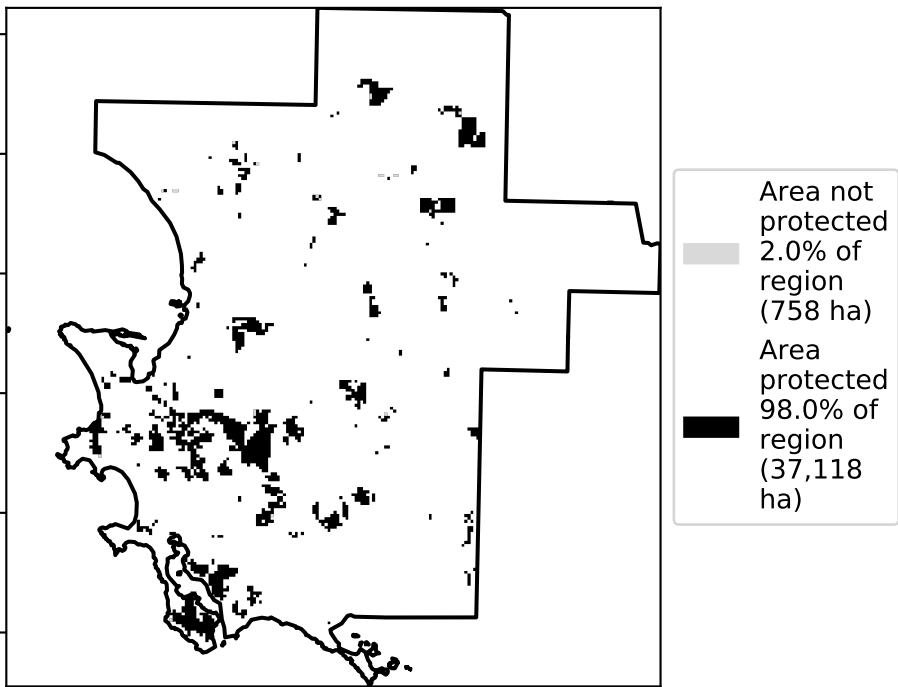 Area not
protected
2.0% of
region
(758 ha)
Area
protected
98.0% of
region
(37,118
ha)